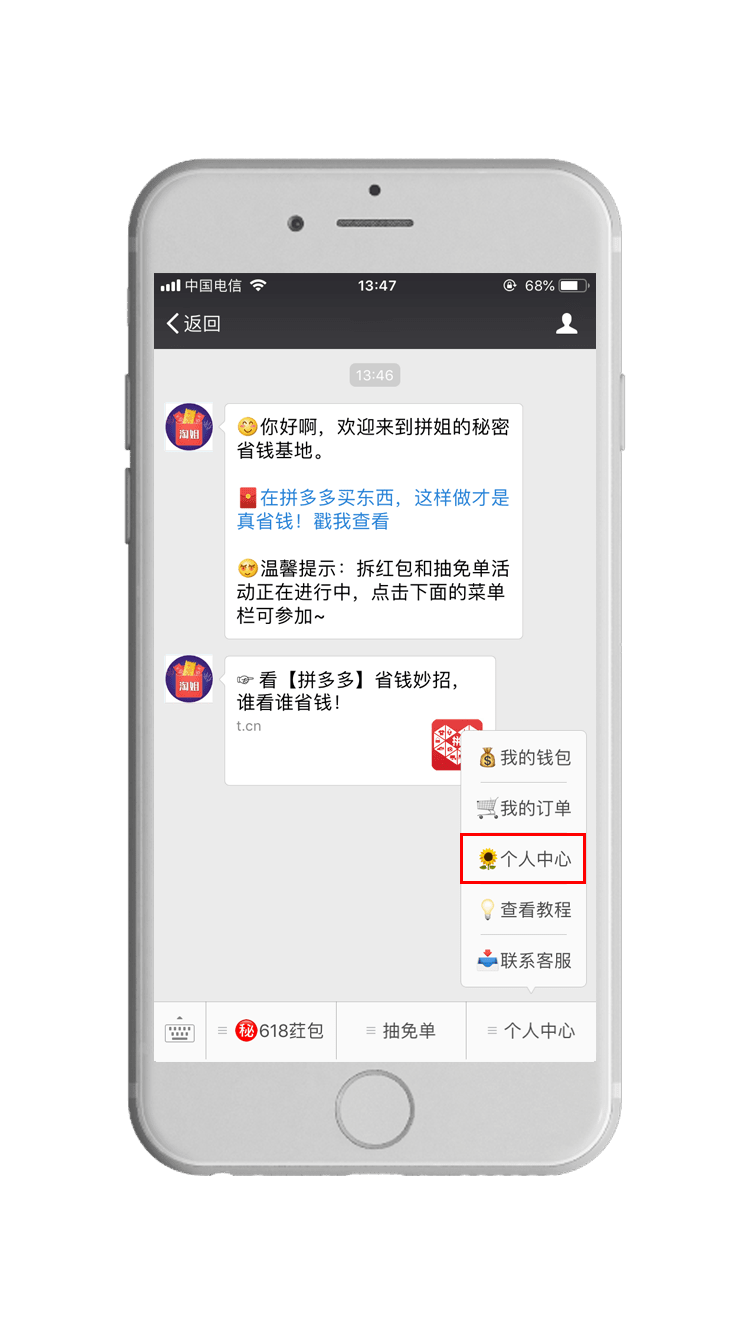 中国电信 13:47 68%
返回
13:46
淘姐
😊你好啊，欢迎来到拼姐的秘密
省钱基地。
🧧在拼多多买东西，这样做才是
真省钱！戳我查看
😍温馨提示：拆红包和抽免单活
动正在进行中，点击下面的菜单
栏可参加~
淘姐
☞看【拼多多】省钱妙招，
谁看谁省钱！
t.cn
拼
💰我的钱包
🛒我的订单
🌻个人中心
💡查看教程
📥联系客服
㊙618荭包
抽免单
个人中心